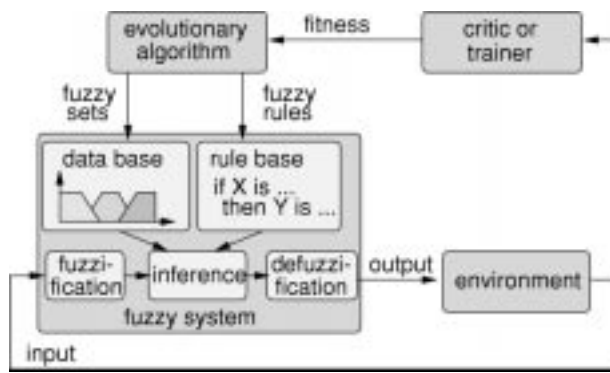 evolutionary
algorithm
fitness
critic or
trainer
fuzzy
sets
fuzzy
rules
data base
rule base
if X is ...
then Y is ...
fuzzi-
fication
inference
defuzzi-
fication
output
environment
fuzzy system
input